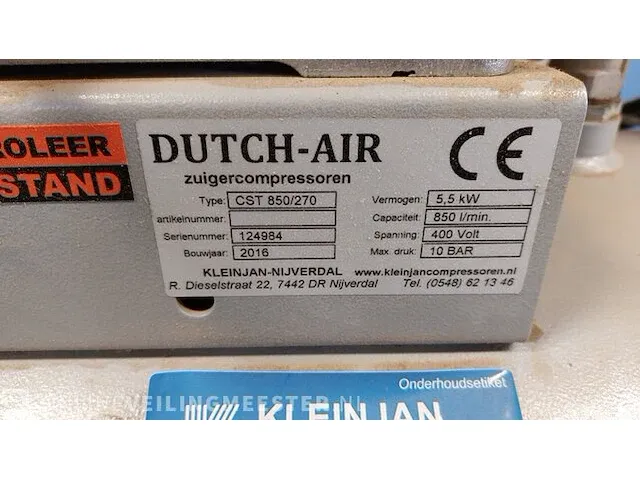 ROLEER
STAND
DUTCH-AIR
CE
zuigercompressoren
Type: CST 850/270
Vermogen: 5,5 kW
artikelnummer:
Capaciteit: 850 l/min.
Serienummer: 124984
Spanning: 400 Volt
Bouwjaar: 2016
Max druk: 10 BAR
KLEINJAN-NIJVERDAL www.kleinjancompressoren.nl
R. Dieselstraat 22, 7442 DR Nijverdal Tel. (0548) 62 13 46
Onderhoudsetiket
KLEINJAN
VEILINGMEESTER.NL